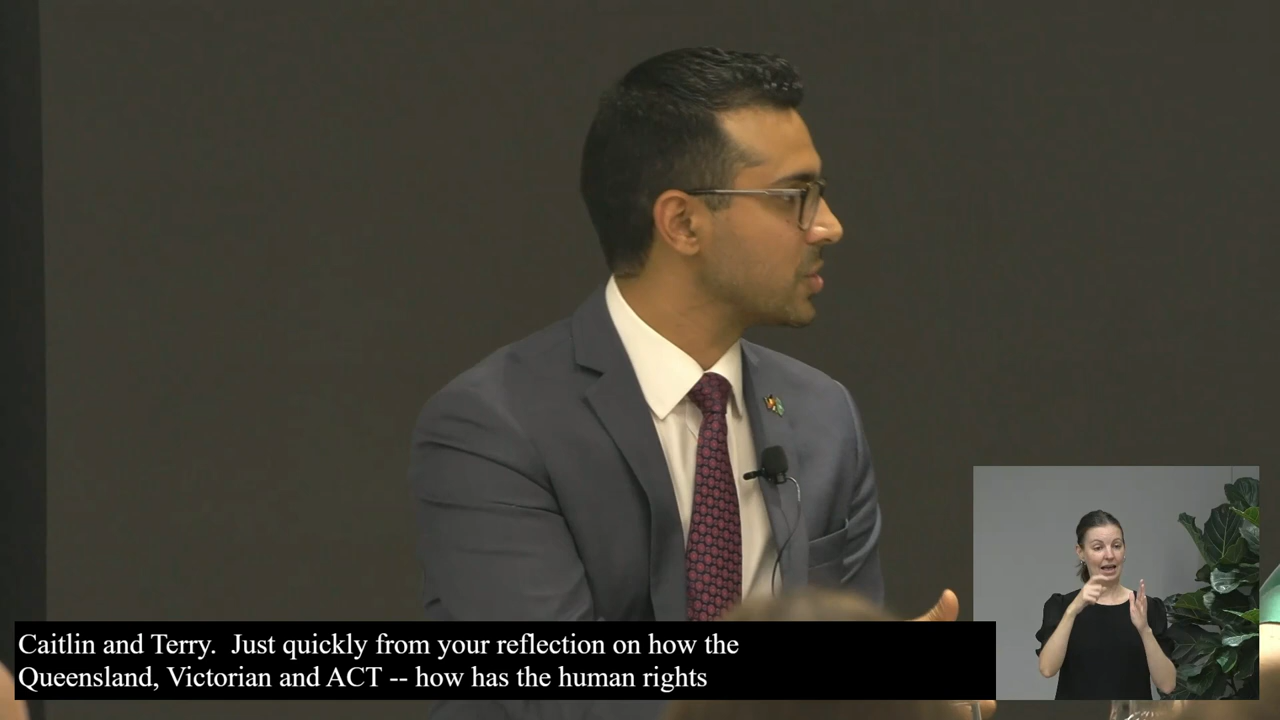 Caitlin and Terry.  Just quickly from your reflection on how the
Queensland, Victorian and ACT -- how has the human rights